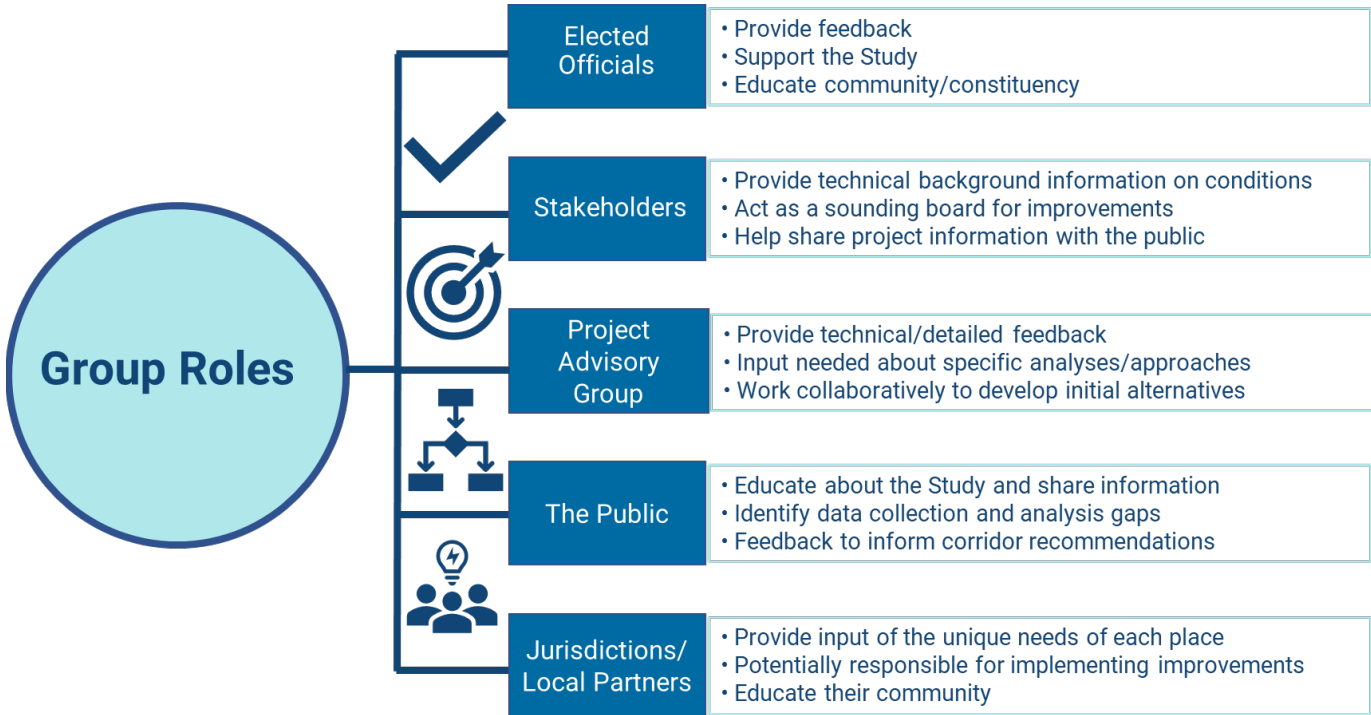 Group Roles
Elected
Officials
• Provide feedback
• Support the Study
• Educate community/constituency
Stakeholders
• Provide technical background information on conditions
• Act as a sounding board for improvements
• Help share project information with the public
Project
Advisory
Group
• Provide technical/detailed feedback
• Input needed about specific analyses/approaches
• Work collaboratively to develop initial alternatives
The Public
• Educate about the Study and share information
• Identify data collection and analysis gaps
• Feedback to inform corridor recommendations
Jurisdictions/
Local Partners
• Provide input of the unique needs of each place
• Potentially responsible for implementing improvements
• Educate their community